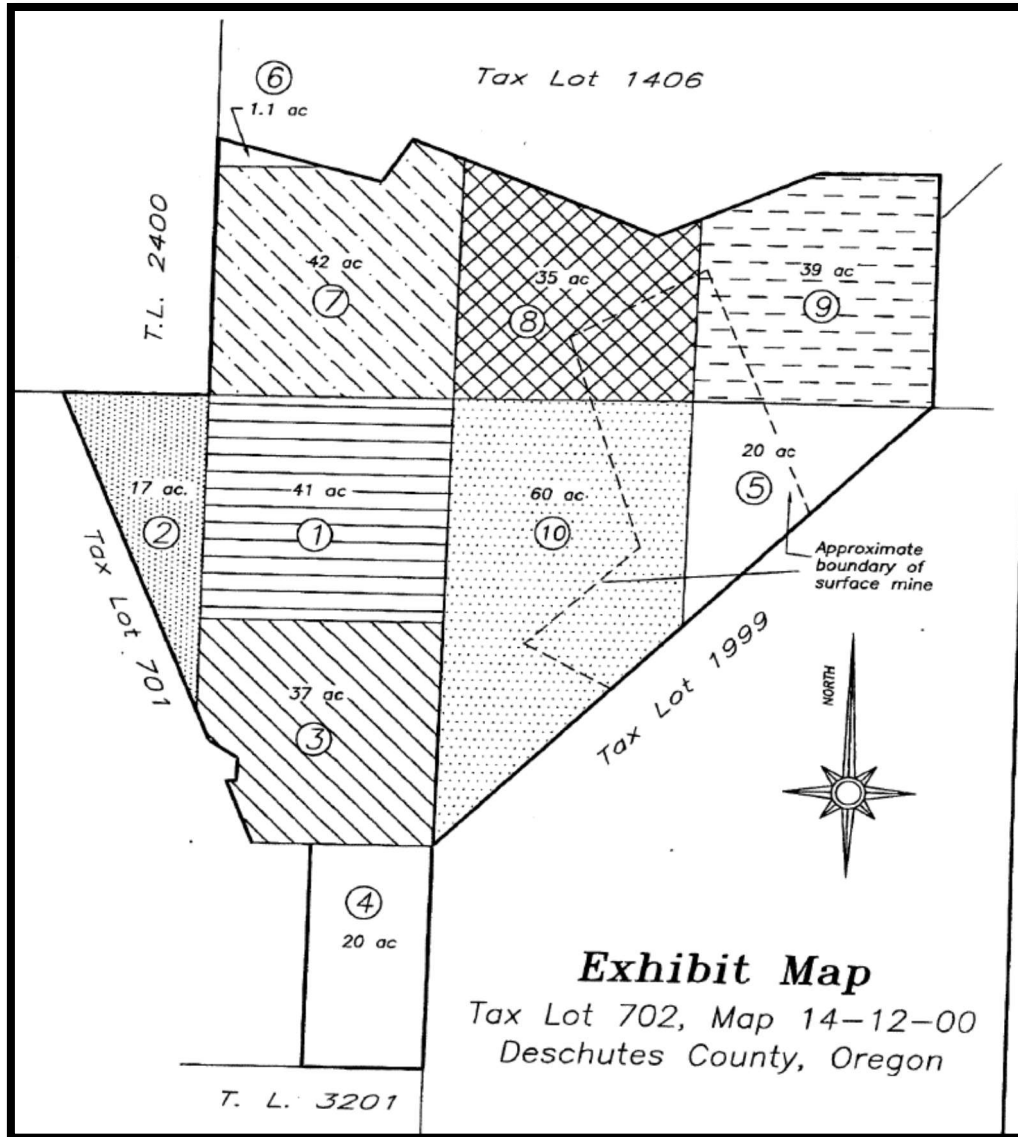 Tax Lot 1406
6
1.1 ac
T.L. 2400
42 ac
7
35 ac
8
39 ac
9
17 ac.
2
41 ac
1
60 ac
10
20 ac
5
Approximate
boundary of
surface mine
Tax Lot 701
37 ac
3
Tax Lot 1999
NORTH
4
20 ac
Exhibit Map
Tax Lot 702, Map 14-12-00
Deschutes County, Oregon
T. L. 3201